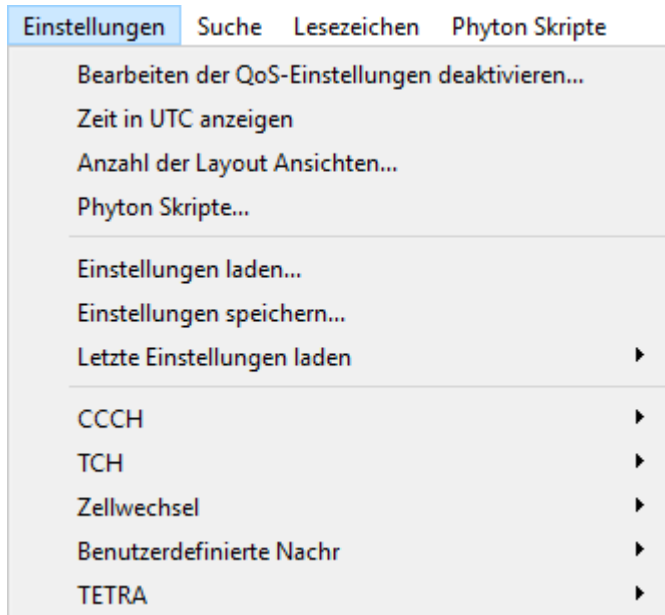 Einstellungen Suche Lesezeichen Phyton Skripte
Bearbeiten der QoS-Einstellungen deaktivieren...
Zeit in UTC anzeigen
Anzahl der Layout Ansichten...
Phyton Skripte...
Einstellungen laden...
Einstellungen speichern...
Letzte Einstellungen laden
CCCH
TCH
Zellwechsel
Benutzerdefinierte Nachr
TETRA